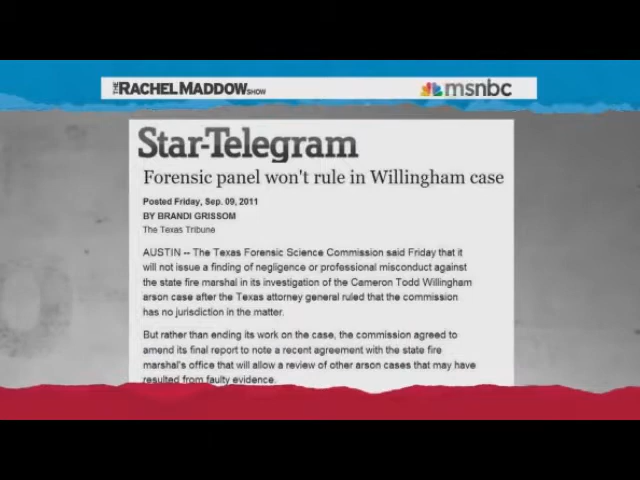 THE RACHEL MADDOW SHOW
msnbc
Star-Telegram
Forensic panel won't rule in Willingham case
Posted Friday, Sep. 09, 2011
BY BRANDI GRISSOM
The Texas Tribune
AUSTIN -- The Texas Forensic Science Commission said Friday that it
will not issue a finding of negligence or professional misconduct against
the state fire marshal in its investigation of the Cameron Todd Willingham
arson case after the Texas attorney general ruled that the commission
has no jurisdiction in the matter.
But rather than ending its work on the case, the commission agreed to
amend its final report to note a recent agreement with the state fire
marshal's office that will allow a review of other arson cases that may have
resulted from faulty evidence.